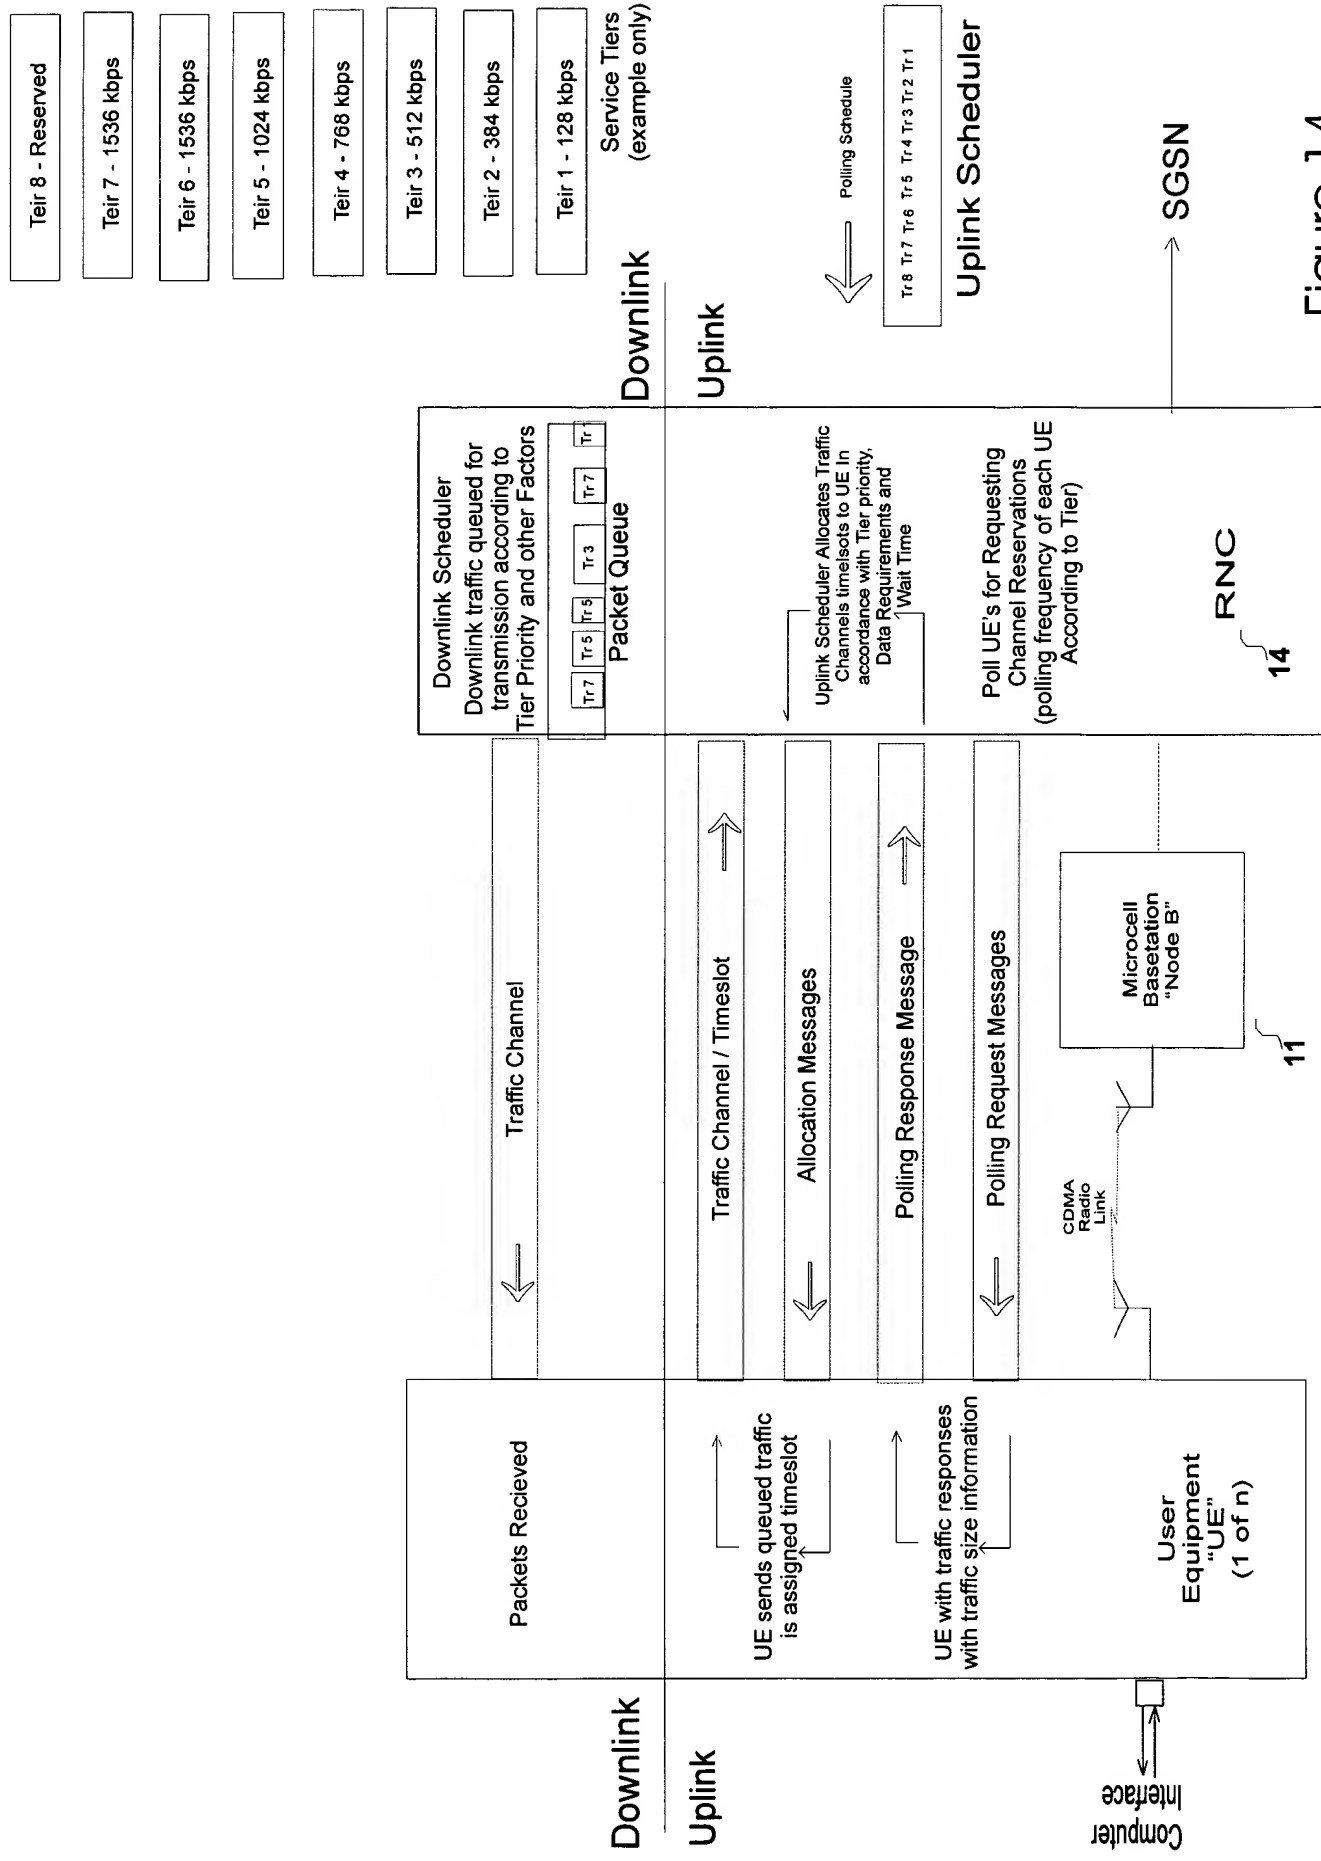 Teir 8 - Reserved
Teir 7 - 1536 kbps
Teir 6 - 1536 kbps
Teir 5 - 1024 kbps
Teir 4 - 768 kbps
Teir 3 - 512 kbps
Teir 2 - 384 kbps
Teir 1 - 128 kbps
Service Tiers
(example only)
Downlink
Uplink
Packets Recieved
Traffic Channel
Downlink Scheduler
Downlink traffic queued for
transmission according to
Tier Priority and other Factors
Tr 7
Tr 5
Tr 5
Tr 3
Tr 7
Tr 1
Packet Queue
Downlink
Uplink
UE sends queued traffic
is assigned timeslot
UE with traffic responses
with traffic size information
Traffic Channel / Timeslot
Allocation Messages
Polling Response Message
Polling Request Messages
Uplink Scheduler Allocates Traffic
Channels timelsots to UE In
accordance with Tier priority,
Data Requirements and
Wait Time
Poll UE's for Requesting
Channel Reservations
(polling frequency of each UE
According to Tier)
Polling Schedule
Tr 8 Tr 7 Tr 6 Tr 5 Tr 4 Tr 3 Tr 2 Tr 1
Uplink Scheduler
Computer
Interface
User
Equipment
"UE"
(1 of n)
CDMA
Radio
Link
Microcell
Basetation
"Node B"
11
RNC
14
SGSN